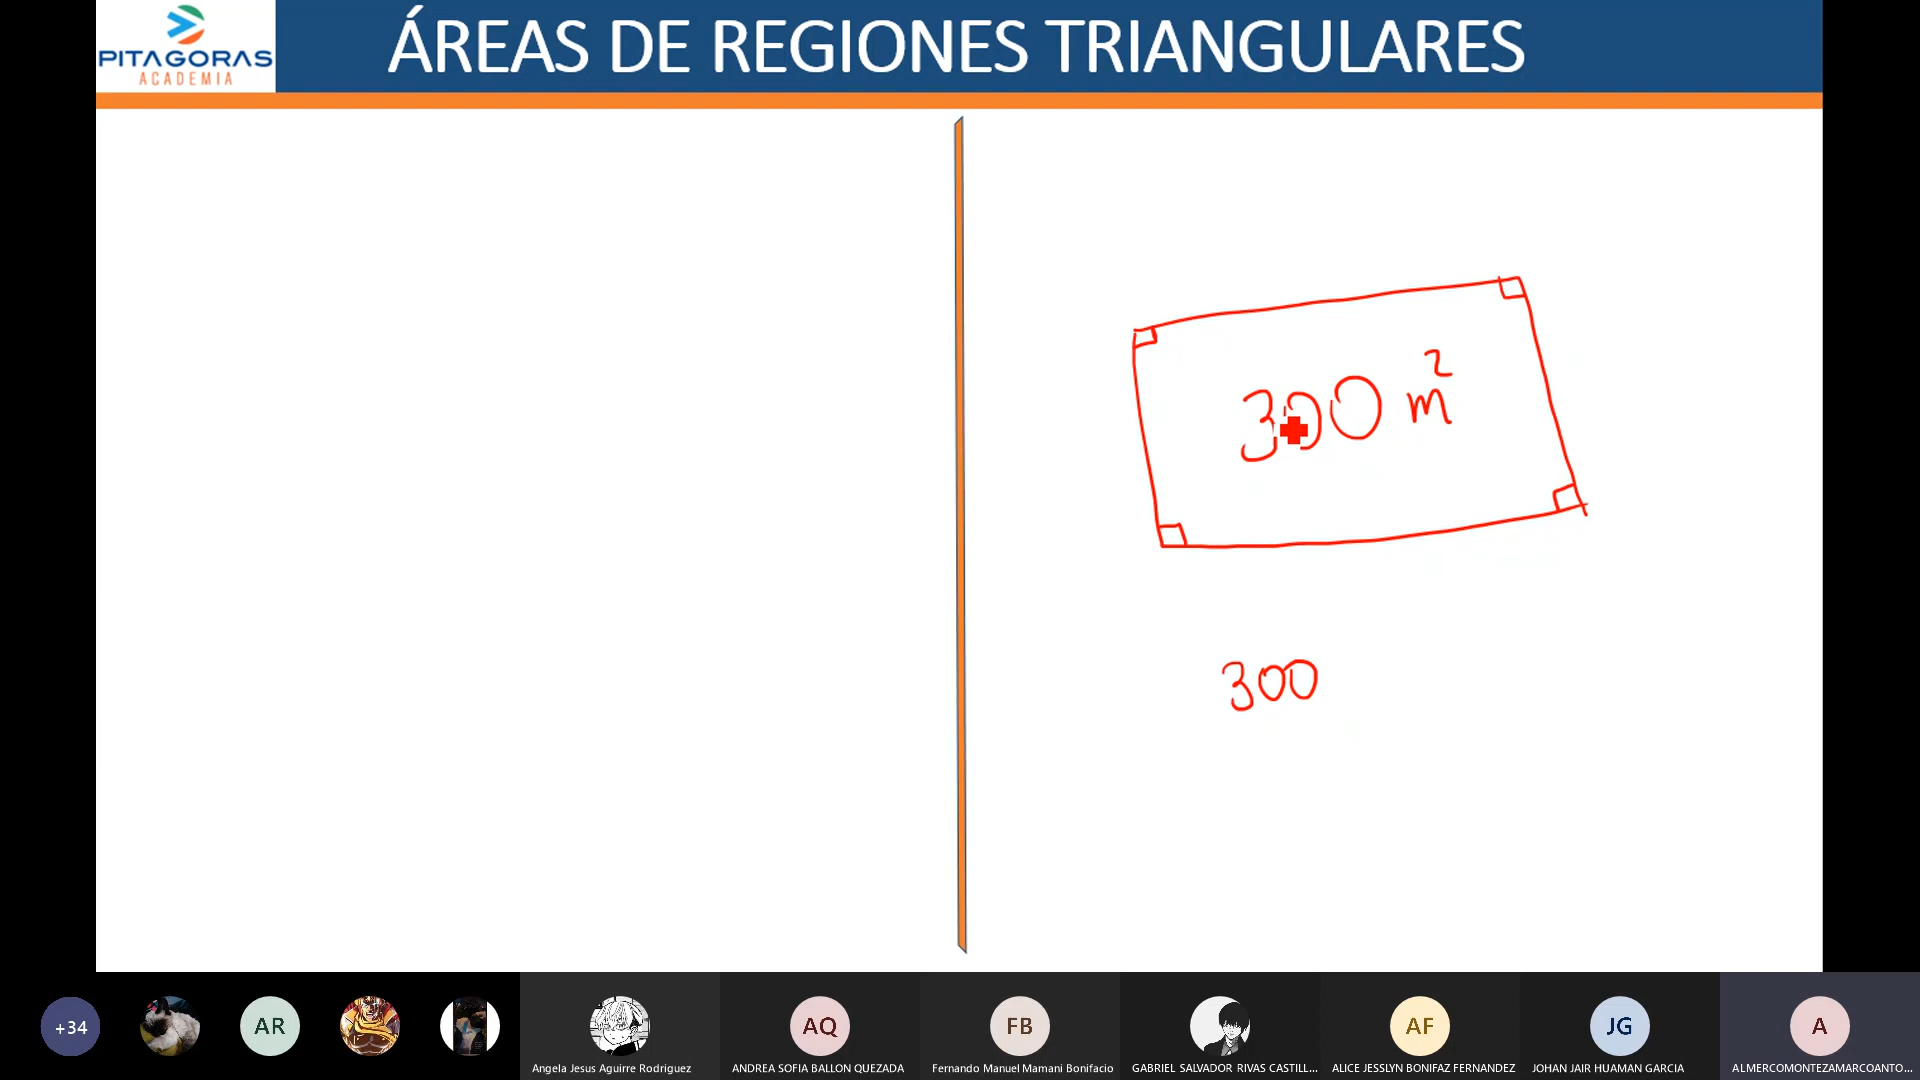 PITAGORAS
ACADEMIA
ÁREAS DE REGIONES TRIANGULARES
300 m²
300
+34
AR
AQ
FB
AF
JG
A
Angela Jesus Aguirre Rodriguez
ANDREA SOFIA BALLON QUEZADA
Fernando Manuel Mamani Bonifacio
GABRIEL SALVADOR RIVAS CASTILL...
ALICE JESSLYN BONIFAZ FERNANDEZ
JOHAN JAIR HUAMAN GARCIA
ALMERCOMONTEZAMARCOANTO...